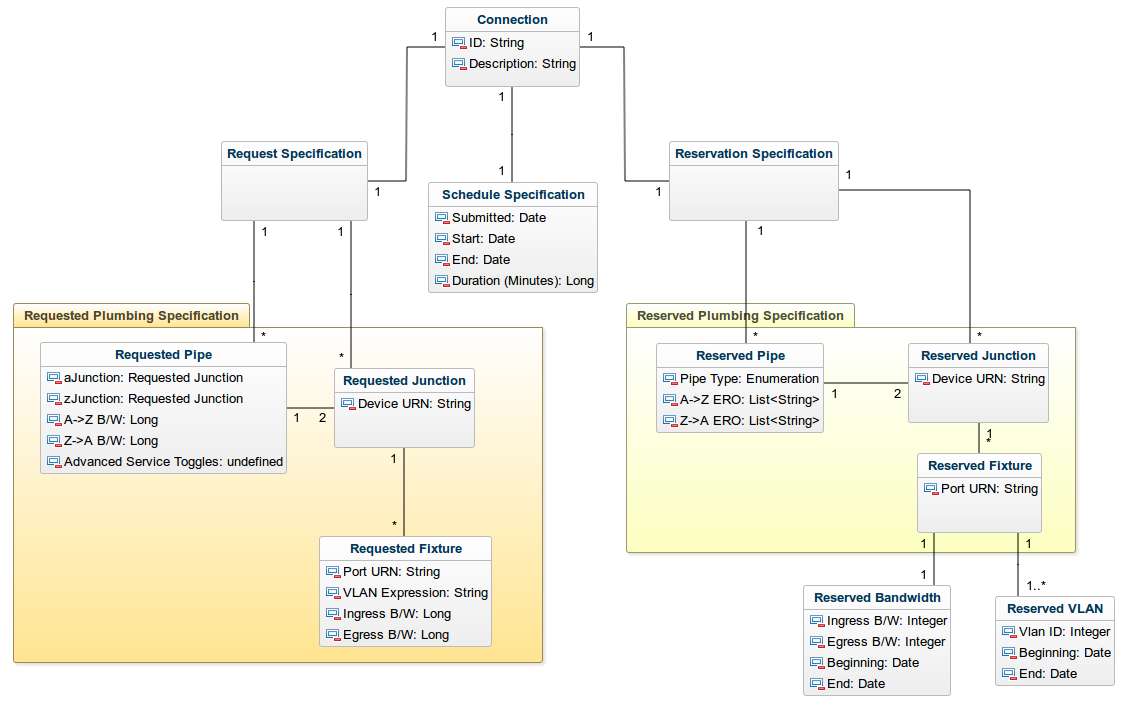 Connection
ID: String
Description: String
1
1
1
1
1
1
Request Specification
Schedule Specification
Submitted: Date
Start: Date
End: Date
Duration (Minutes): Long
Reservation Specification
1
1
1
1
Requested Plumbing Specification
*
*
Requested Pipe
aJunction: Requested Junction
zJunction: Requested Junction
A->Z B/W: Long
Z->A B/W: Long
Advanced Service Toggles: undefined
1
2
Requested Junction
Device URN: String
1
*
Requested Fixture
Port URN: String
VLAN Expression: String
Ingress B/W: Long
Egress B/W: Long
Reserved Plumbing Specification
*
*
Reserved Pipe
Pipe Type: Enumeration
A->Z ERO: List<String>
Z->A ERO: List<String>
1
2
Reserved Junction
Device URN: String
1
*
Reserved Fixture
Port URN: String
1
1
1
1..*
Reserved Bandwidth
Ingress B/W: Integer
Egress B/W: Integer
Beginning: Date
End: Date
Reserved VLAN
Vlan ID: Integer
Beginning: Date
End: Date